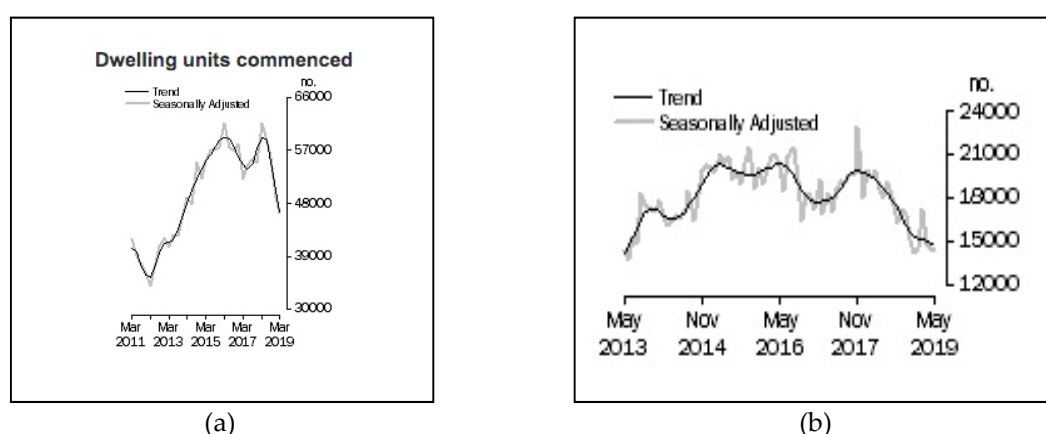 Dwelling units commenced
no.
Trend
Seasonally Adjusted
66000
57000
48000
39000
30000
Mar Mar Mar Mar Mar
2011 2013 2015 2017 2019
(a)
no.
Trend
Seasonally Adjusted
24000
21000
18000
15000
12000
May Nov May Nov May
2013 2014 2016 2017 2019
(b)